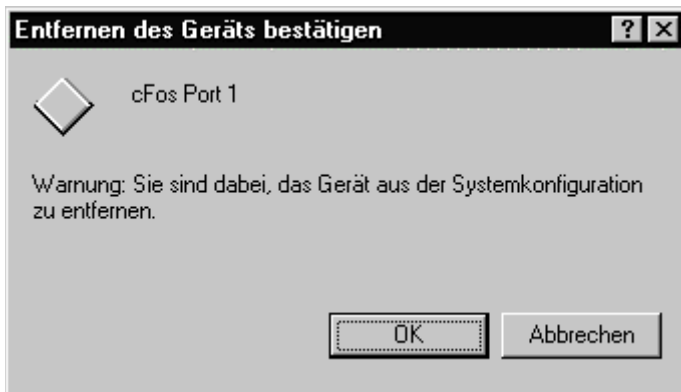 Entfernen des Geräts bestätigen
cFos Port 1
Warnung: Sie sind dabei, das Gerät aus der Systemkonfiguration
zu entfernen.
OK
Abbrechen